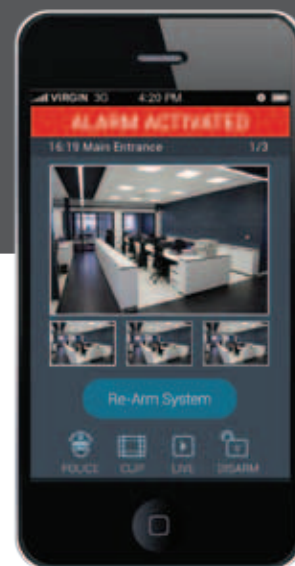 VIRGIN 3G 4:20 PM
ALARM ACTIVATED
16:19 Main Entrance 1/3
Re-Arm System
POLICE CLIP LIVE DISARM